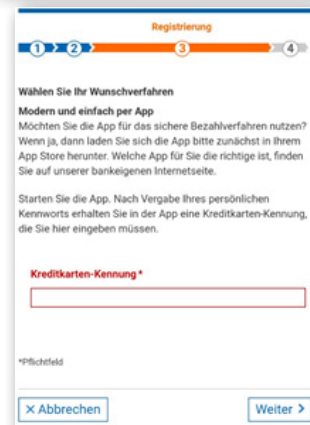 Registrierung
1 2 3 4
Wählen Sie Ihr Wunschverfahren
Modern und einfach per App
Möchten Sie die App für das sichere Bezahlverfahren nutzen?
Wenn ja, dann laden Sie sich die App bitte zunächst in Ihrem
App Store herunter. Welche App für Sie die richtige ist, finden
Sie auf unserer bankeigenen Internetseite.
Starten Sie die App. Nach Vergabe Ihres persönlichen
Kennworts erhalten Sie in der App eine Kreditkarten-Kennung,
die Sie hier eingeben müssen.
Kreditkarten-Kennung *
*Pflichtfeld
× Abbrechen
Weiter >